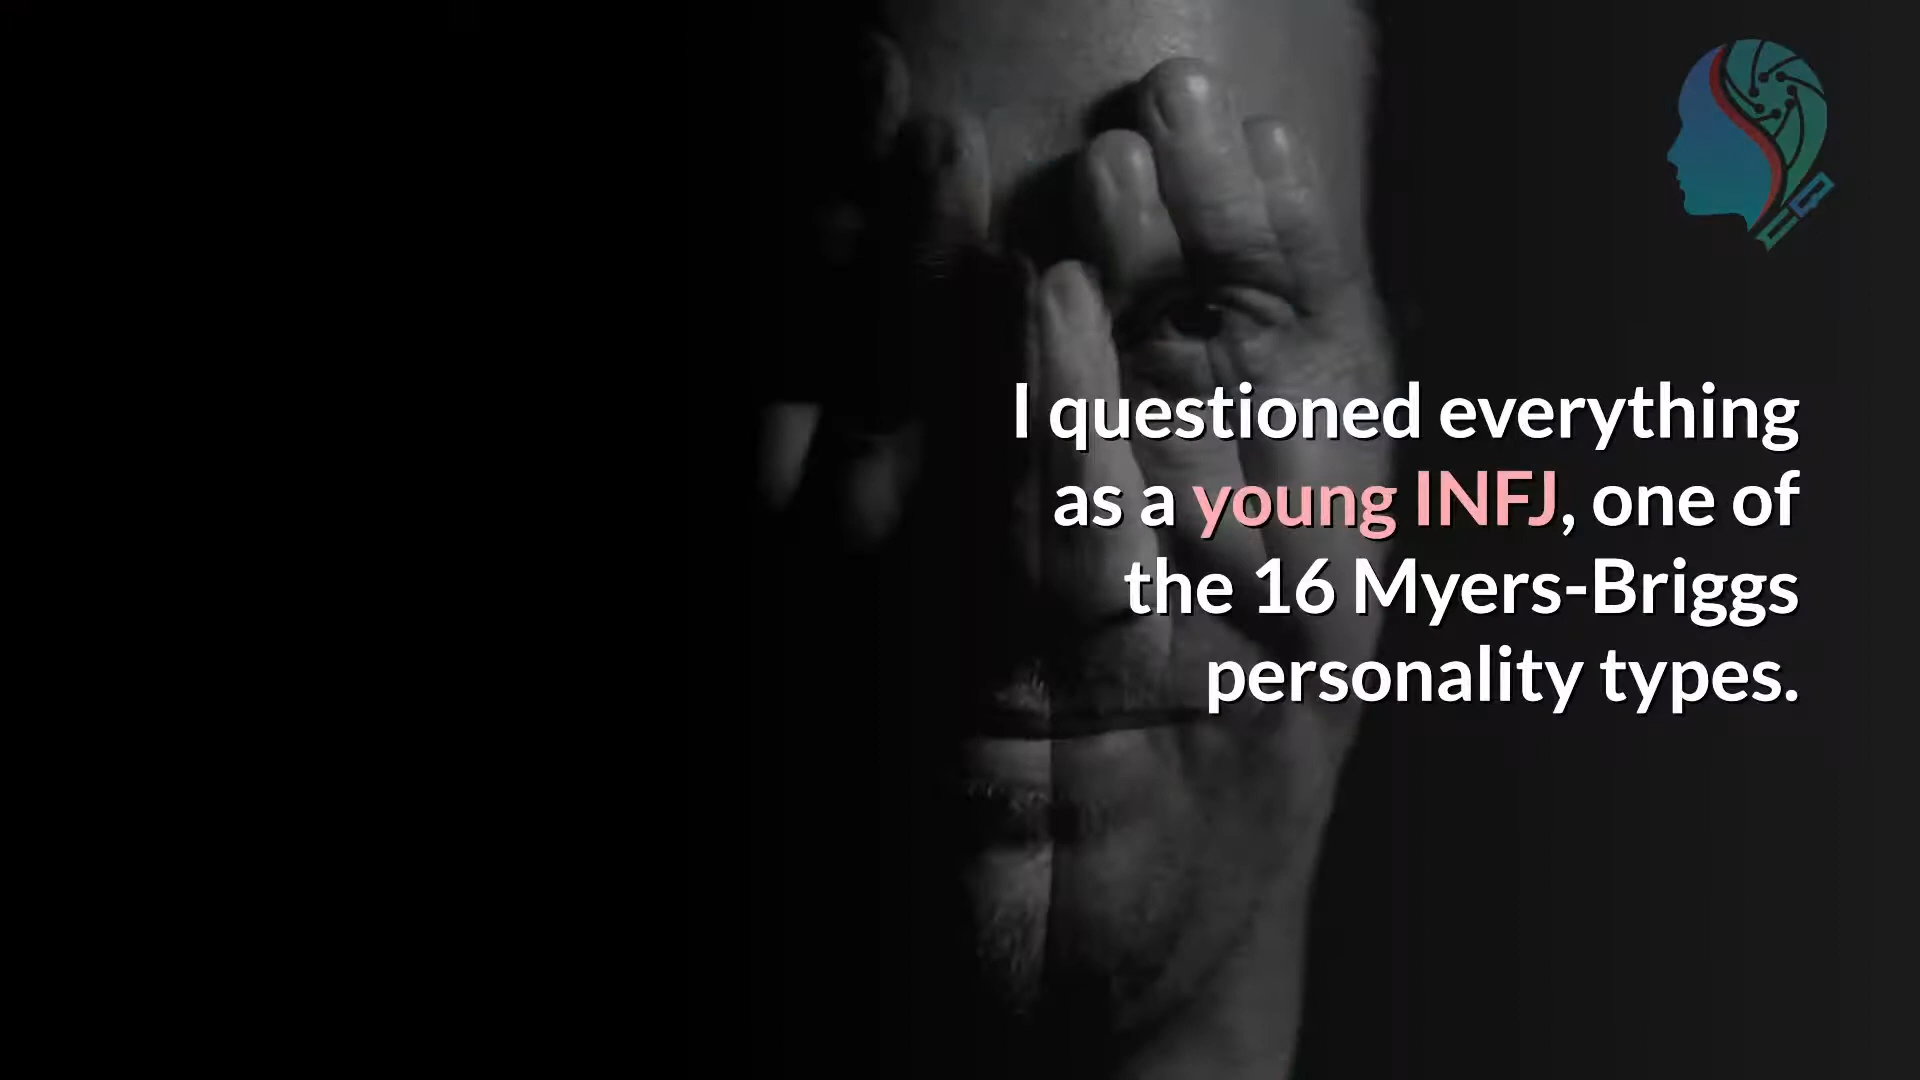 I questioned everything
as a young INFJ, one of
the 16 Myers-Briggs
personality types.